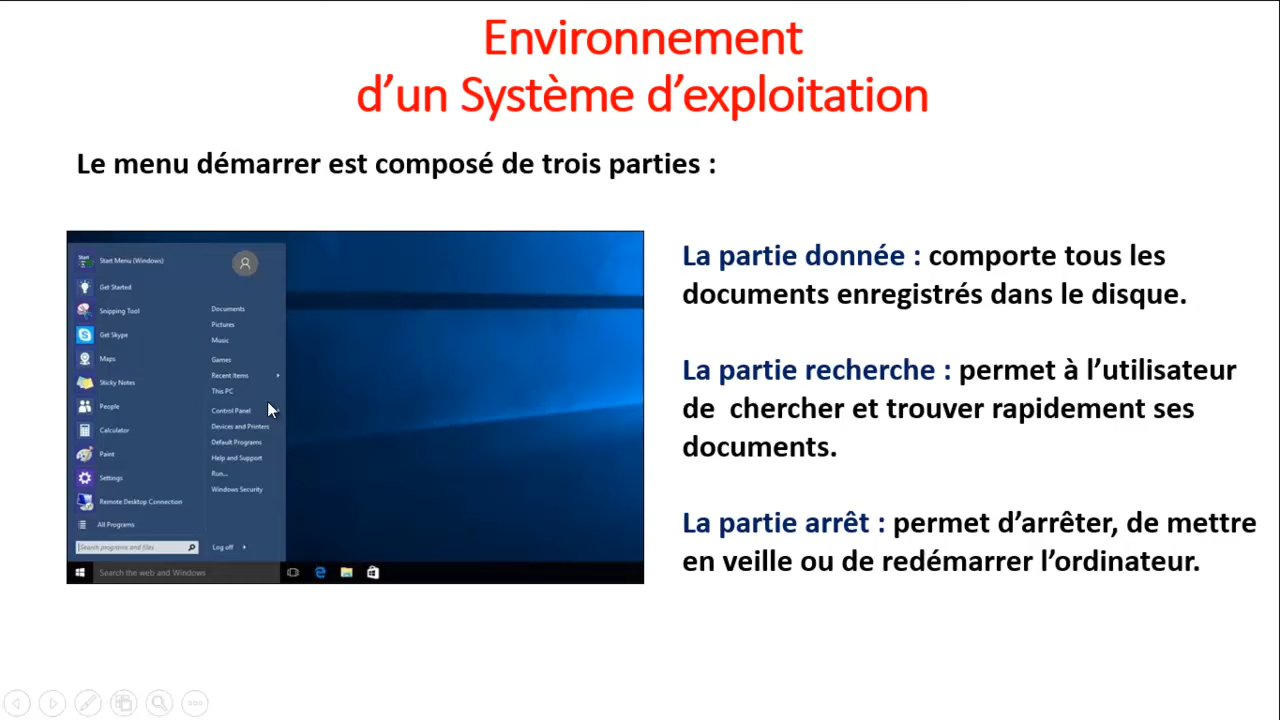 Environnement
d’un Système d’exploitation
Le menu démarrer est composé de trois parties :
Start Menu (Windows)
Get Started
Snipping Tool
Get Skype
Maps
Sticky Notes
People
Calculator
Paint
Settings
Remote Desktop Connection
All Programs
Search programs and files
Documents
Pictures
Music
Games
Recent Items
This PC
Control Panel
Devices and Printers
Default Programs
Help and Support
Run...
Windows Security
Log off
Search the web and Windows
La partie donnée : comporte tous les
documents enregistrés dans le disque.
La partie recherche : permet à l’utilisateur
de chercher et trouver rapidement ses
documents.
La partie arrêt : permet d’arrêter, de mettre
en veille ou de redémarrer l’ordinateur.